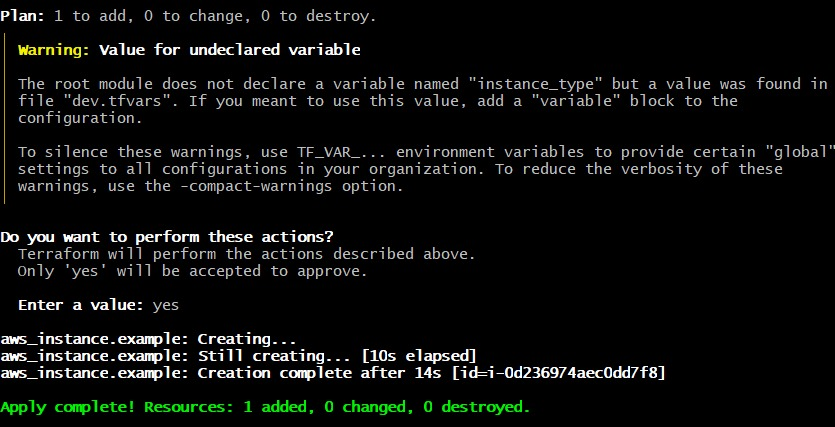 Plan: 1 to add, 0 to change, 0 to destroy.
Warning: Value for undeclared variable
The root module does not declare a variable named "instance_type" but a value was found in
file "dev.tfvars". If you meant to use this value, add a "variable" block to the
configuration.
To silence these warnings, use TF_VAR_... environment variables to provide certain "global"
settings to all configurations in your organization. To reduce the verbosity of these
warnings, use the -compact-warnings option.
Do you want to perform these actions?
Terraform will perform the actions described above.
Only 'yes' will be accepted to approve.
Enter a value: yes
aws_instance.example: Creating...
aws_instance.example: Still creating... [10s elapsed]
aws_instance.example: Creation complete after 14s [id=i-0d236974aec0dd7f8]
Apply complete! Resources: 1 added, 0 changed, 0 destroyed.